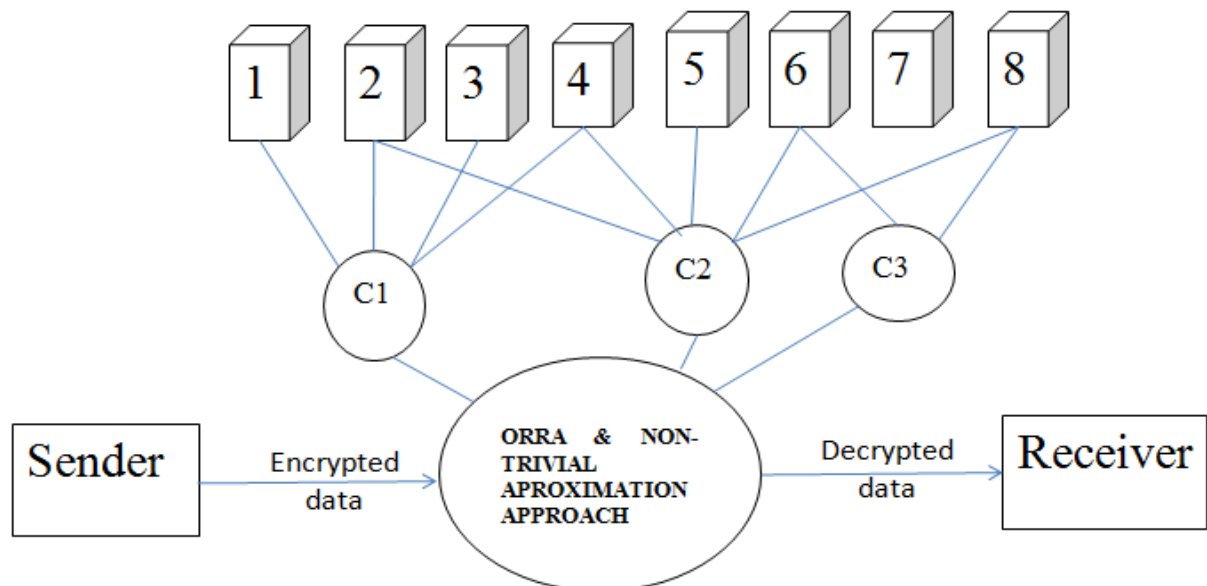 1 2 3 4 5 6 7 8
C1 C2 C3
ORRA & NON-
TRIVIAL
APROXIMATION
APPROACH
Sender
Encrypted
data
Decrypted
data
Receiver